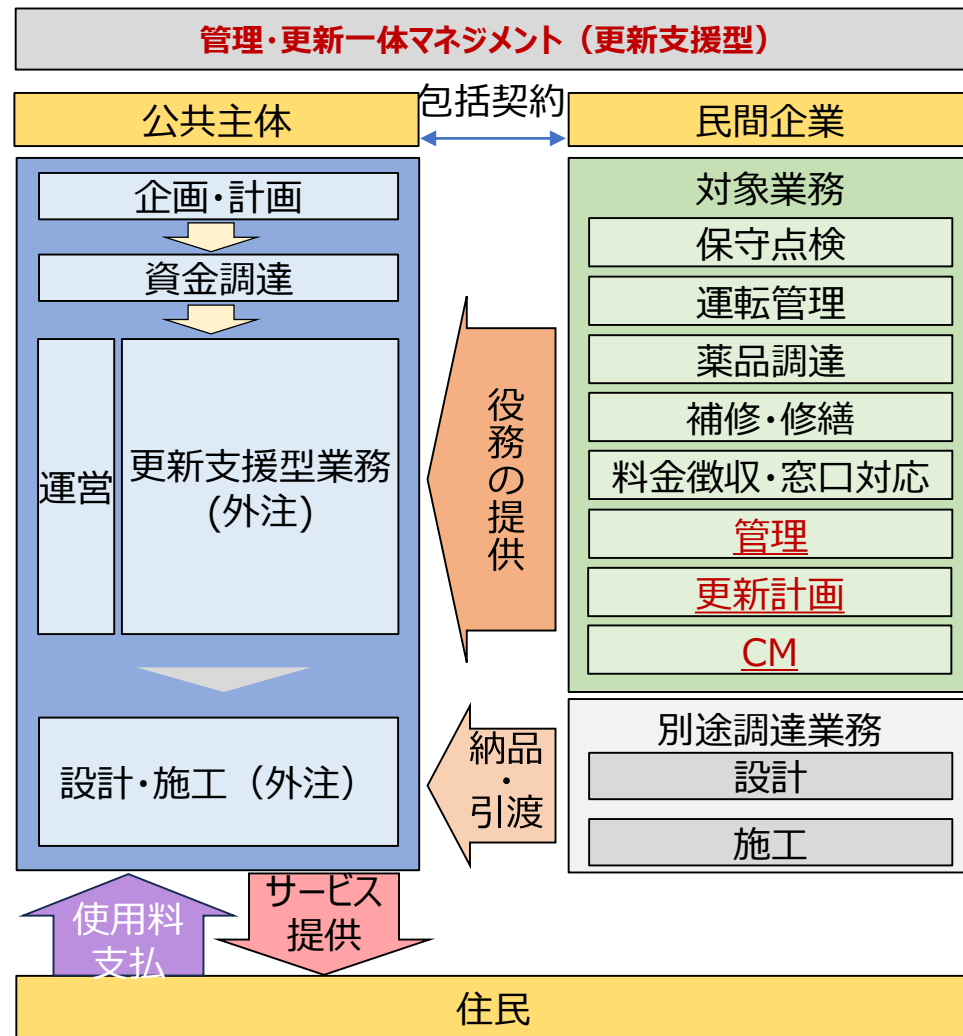 管理・更新一体マネジメント（更新支援型）
公共主体
包括契約
民間企業
企画・計画
資金調達
運営
更新支援型業務
(外注)
設計・施工（外注）
役務の提供
納品
・
引渡
対象業務
保守点検
運転管理
薬品調達
補修・修繕
料金徴収・窓口対応
管理
更新計画
CM
別途調達業務
設計
施工
使用料
支払
サービス
提供
住民